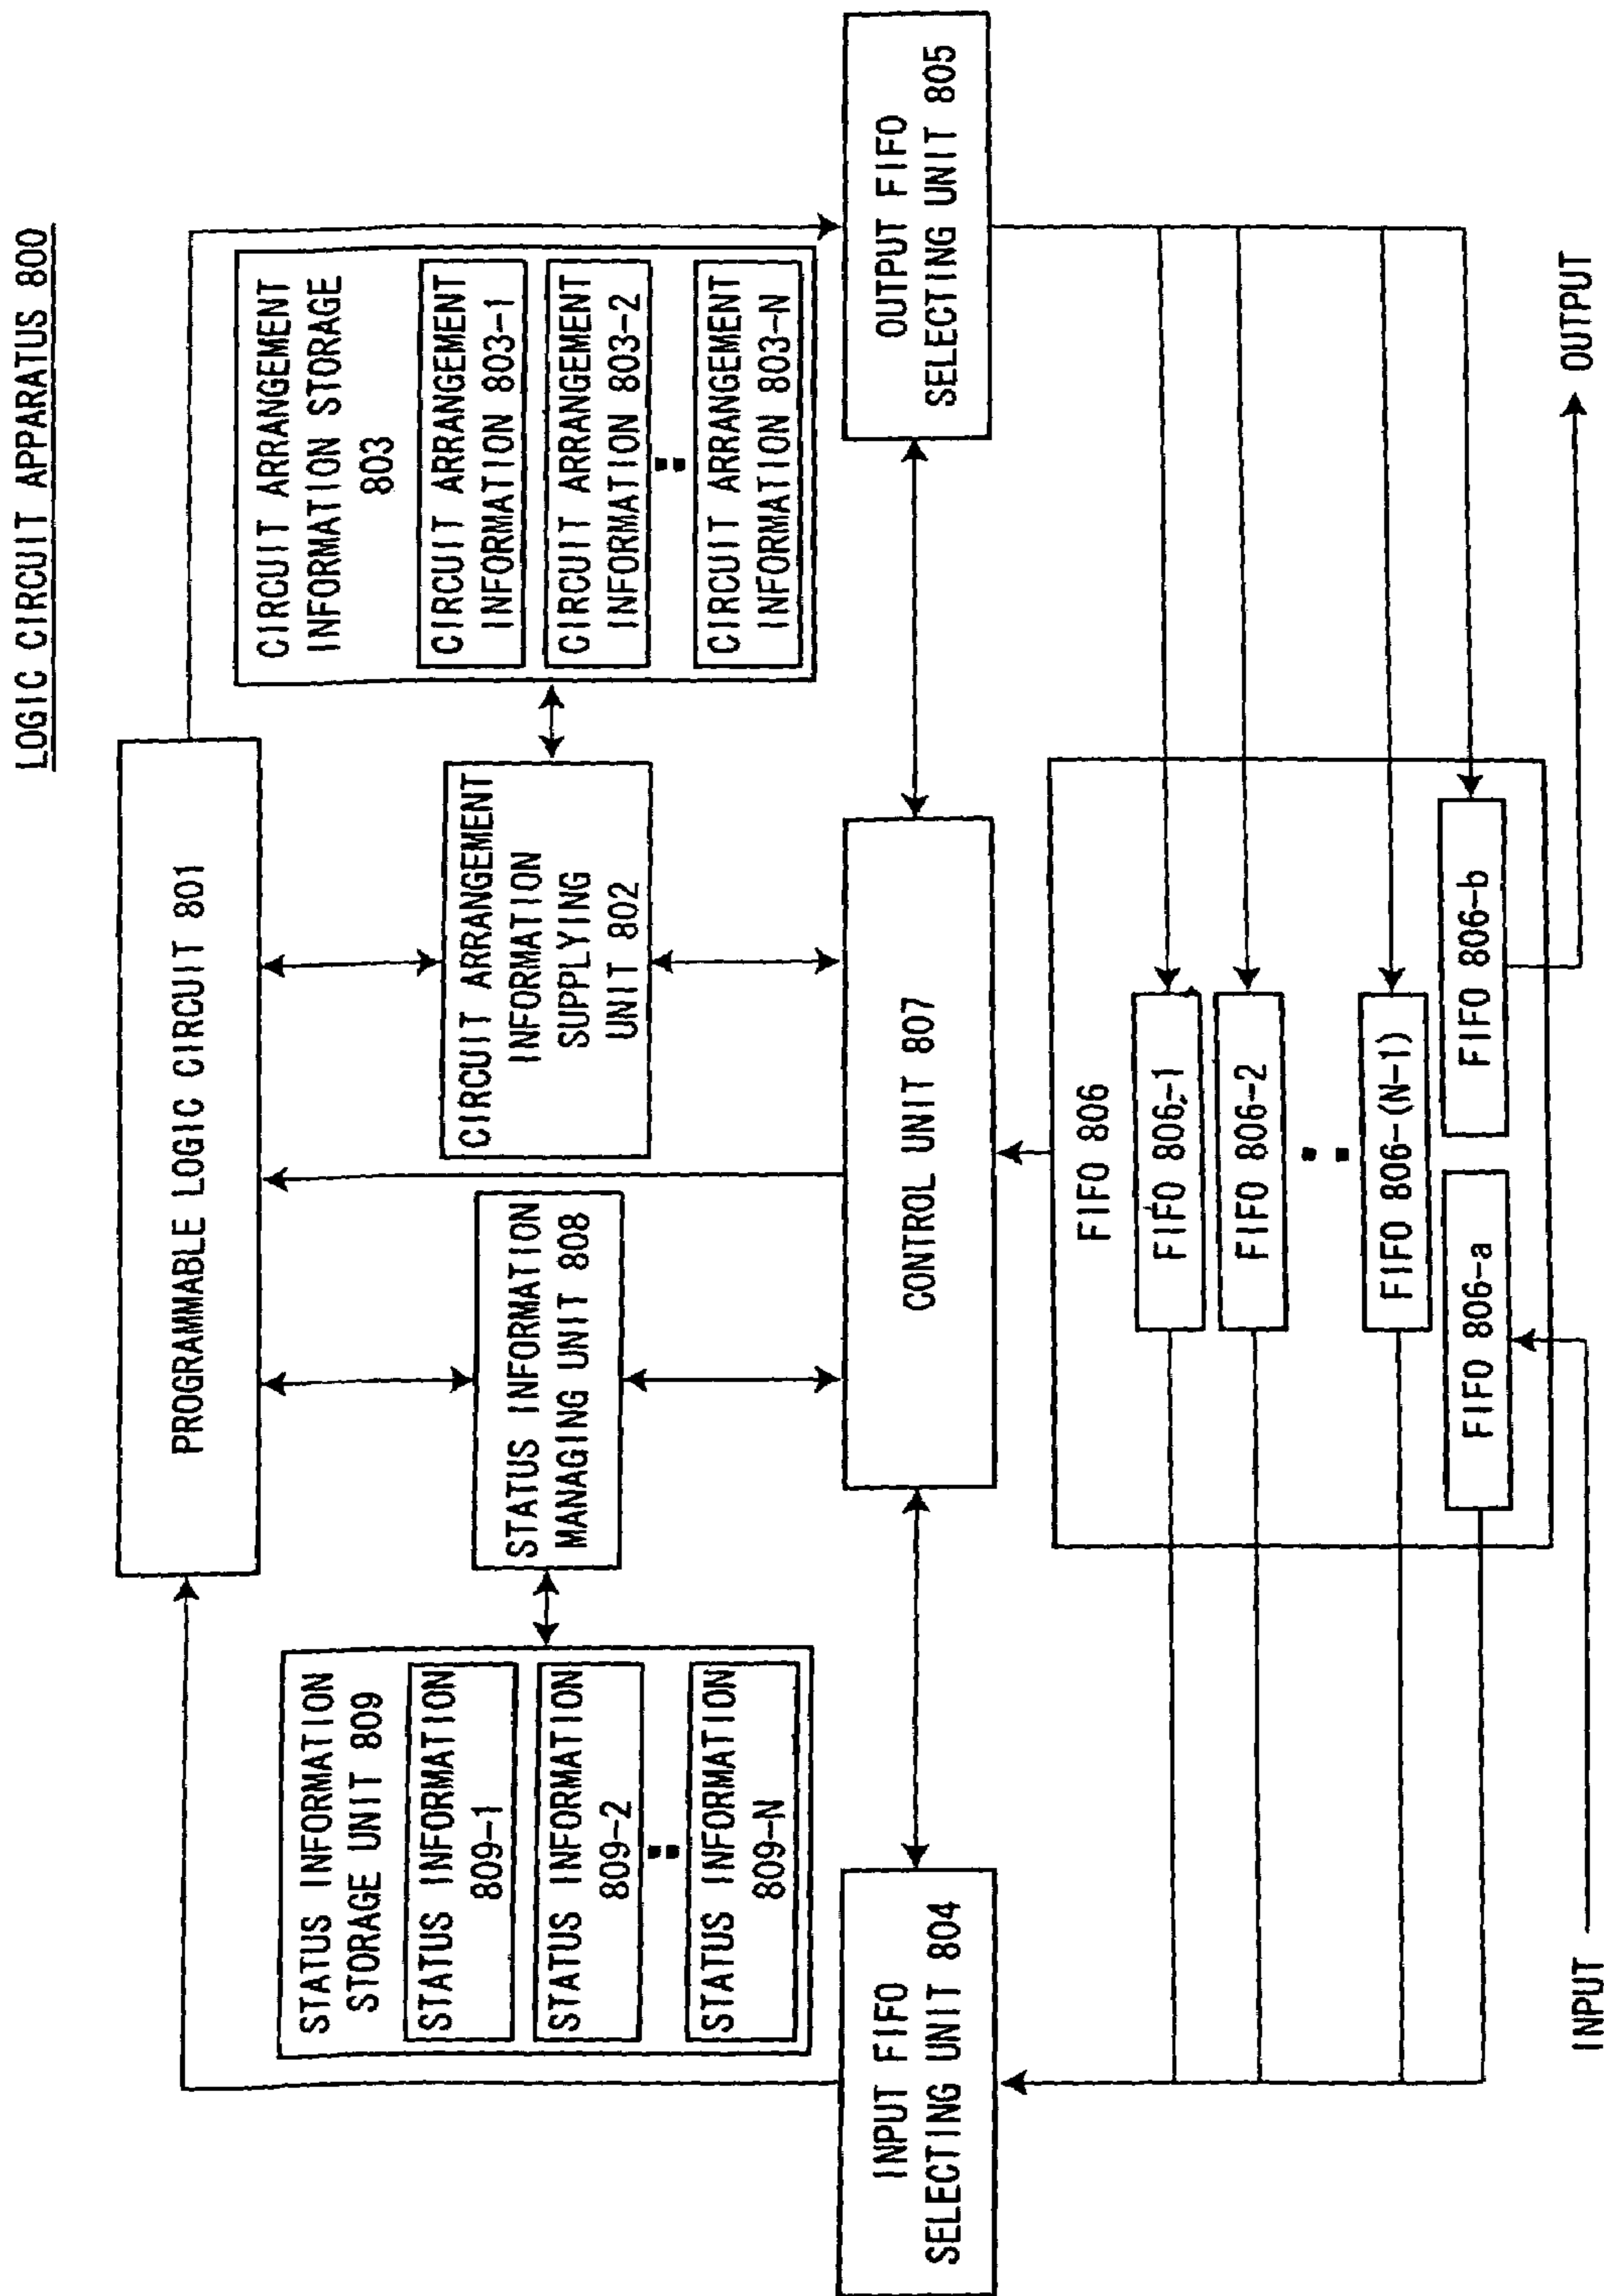 LOGIC CIRCUIT APPARATUS 800
PROGRAMMABLE LOGIC CIRCUIT 801
STATUS INFORMATION
STORAGE UNIT 809
STATUS INFORMATION
809-1
STATUS INFORMATION
809-2
STATUS INFORMATION
809-N
STATUS INFORMATION
MANAGING UNIT 808
CIRCUIT ARRANGEMENT
INFORMATION
SUPPLYING
UNIT 802
CIRCUIT ARRANGEMENT
INFORMATION STORAGE
803
CIRCUIT ARRANGEMENT
INFORMATION 803-1
CIRCUIT ARRANGEMENT
INFORMATION 803-2
CIRCUIT ARRANGEMENT
INFORMATION 803-N
INPUT FIFO
SELECTING UNIT 804
CONTROL UNIT 807
OUTPUT FIFO
SELECTING UNIT 805
FIFO 806
FIFO 806-1
FIFO 806-2
FIFO 806-(N-1)
FIFO 806-a
FIFO 806-b
INPUT
OUTPUT